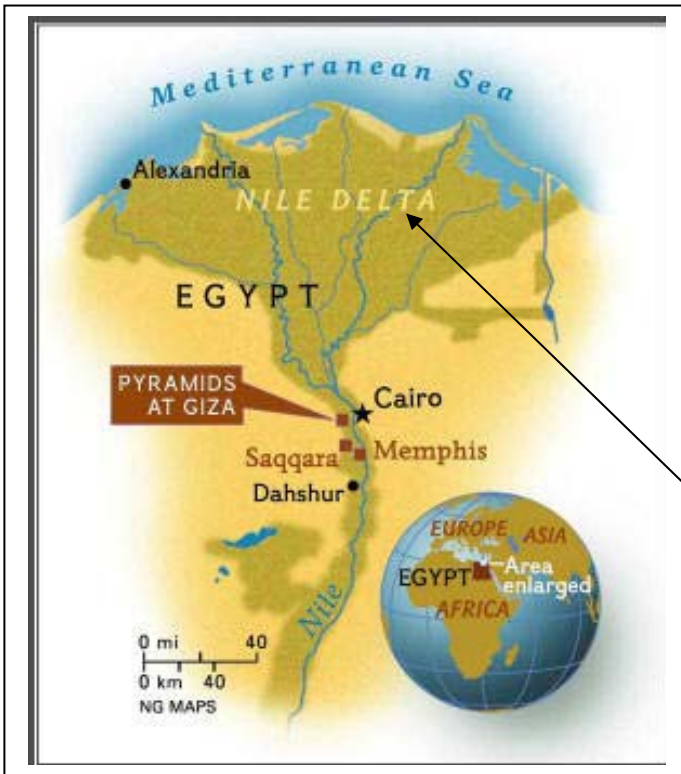 Mediterranean Sea
Alexandria
NILE DELTA
EGYPT
PYRAMIDS
AT GIZA
Cairo
Saqqara
Memphis
Dahshur
Nile
EUROPE
ASIA
Area
enlarged
EGYPT
AFRICA
0 mi 40
0 km 40
NG MAPS